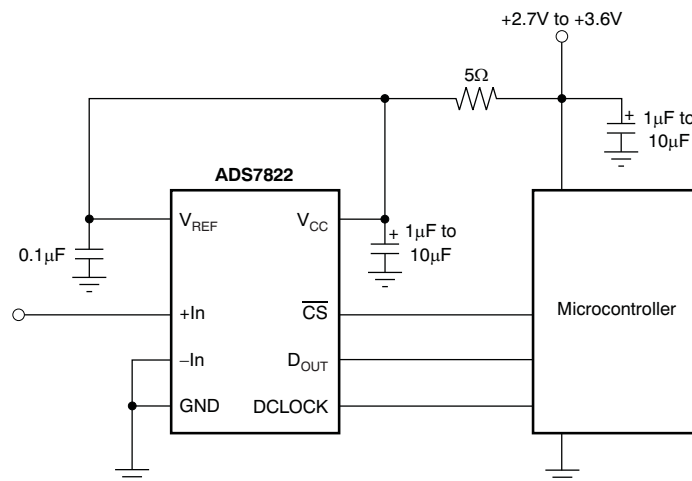 +2.7V to +3.6V
5Ω
+ 1μF to
10μF
ADS7822
VREF
VCC
0.1μF
+ 1μF to
10μF
+In
CS
Microcontroller
–In
DOUT
GND
DCLOCK